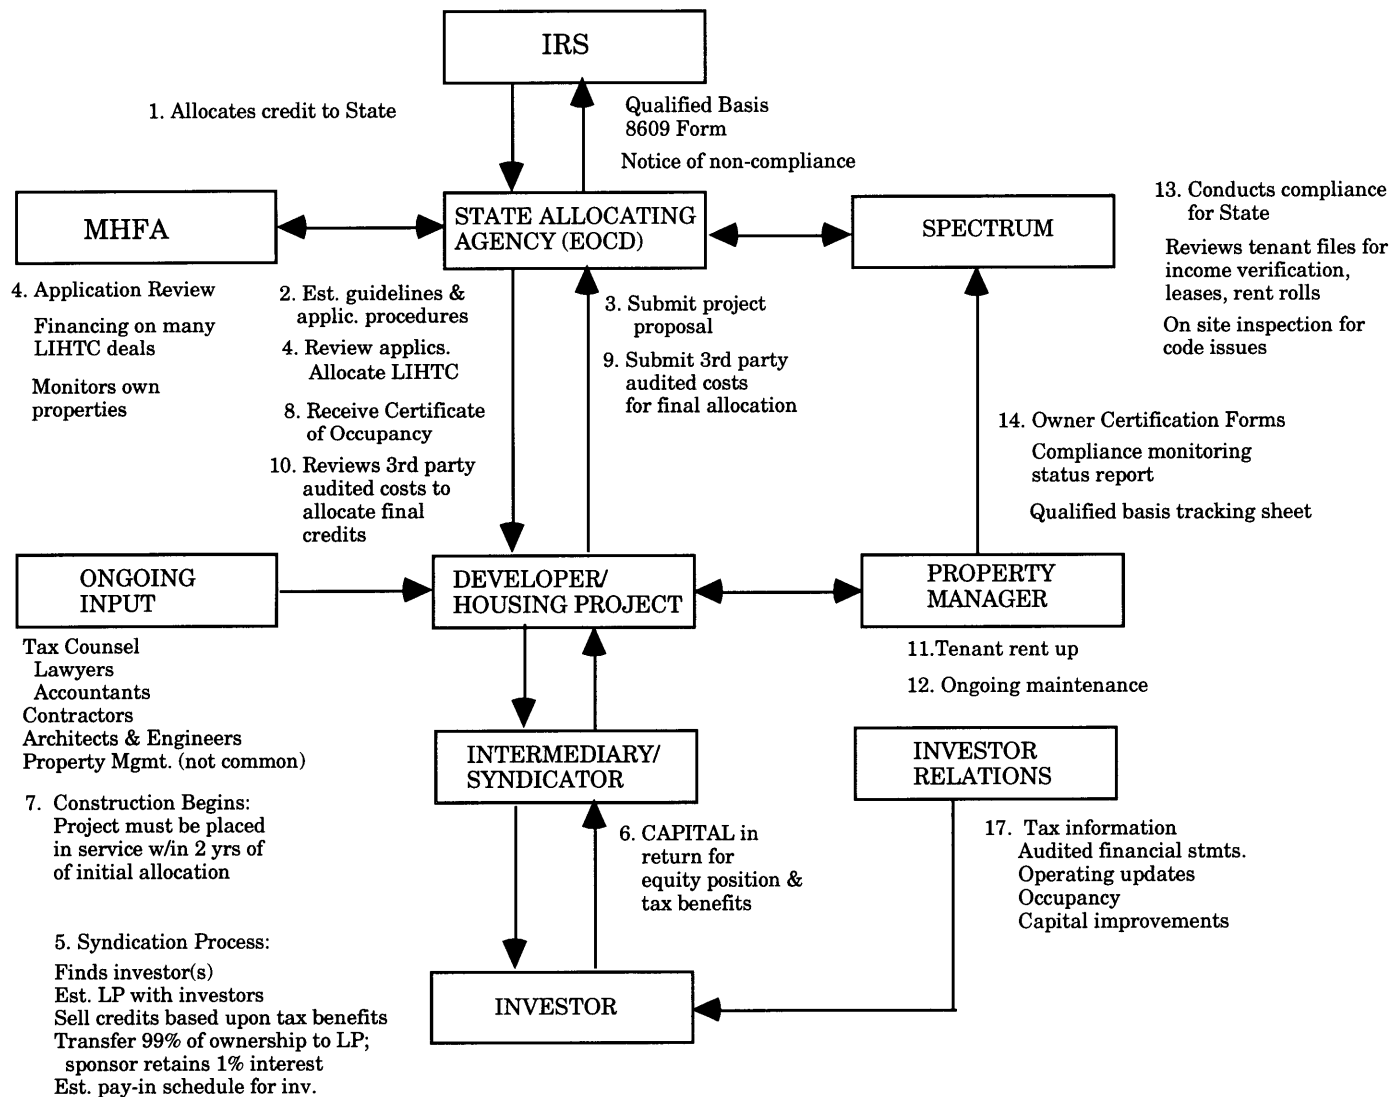 IRS
1. Allocates credit to State
Qualified Basis
8609 Form
Notice of non-compliance
MHFA
STATE ALLOCATING
AGENCY (EOCD)
SPECTRUM
13. Conducts compliance
for State
Reviews tenant files for
income verification,
leases, rent rolls
On site inspection for
code issues
4. Application Review
Financing on many
LIHTC deals
Monitors own
properties
2. Est. guidelines &
applic. procedures
4. Review applics.
Allocate LIHTC
8. Receive Certificate
of Occupancy
10. Reviews 3rd party
audited costs to
allocate final
credits
3. Submit project
proposal
9. Submit 3rd party
audited costs
for final allocation
14. Owner Certification Forms
Compliance monitoring
status report
Qualified basis tracking sheet
ONGOING
INPUT
DEVELOPER/
HOUSING PROJECT
PROPERTY
MANAGER
Tax Counsel
Lawyers
Accountants
Contractors
Architects & Engineers
Property Mgmt. (not common)
11.Tenant rent up
12. Ongoing maintenance
INTERMEDIARY/
SYNDICATOR
INVESTOR
RELATIONS
7. Construction Begins:
Project must be placed
in service w/in 2 yrs of
of initial allocation
6. CAPITAL in
return for
equity position &
tax benefits
17. Tax information
Audited financial stmts.
Operating updates
Occupancy
Capital improvements
5. Syndication Process:
Finds investor(s)
Est. LP with investors
Sell credits based upon tax benefits
Transfer 99% of ownership to LP;
sponsor retains 1% interest
Est. pay-in schedule for inv.
INVESTOR